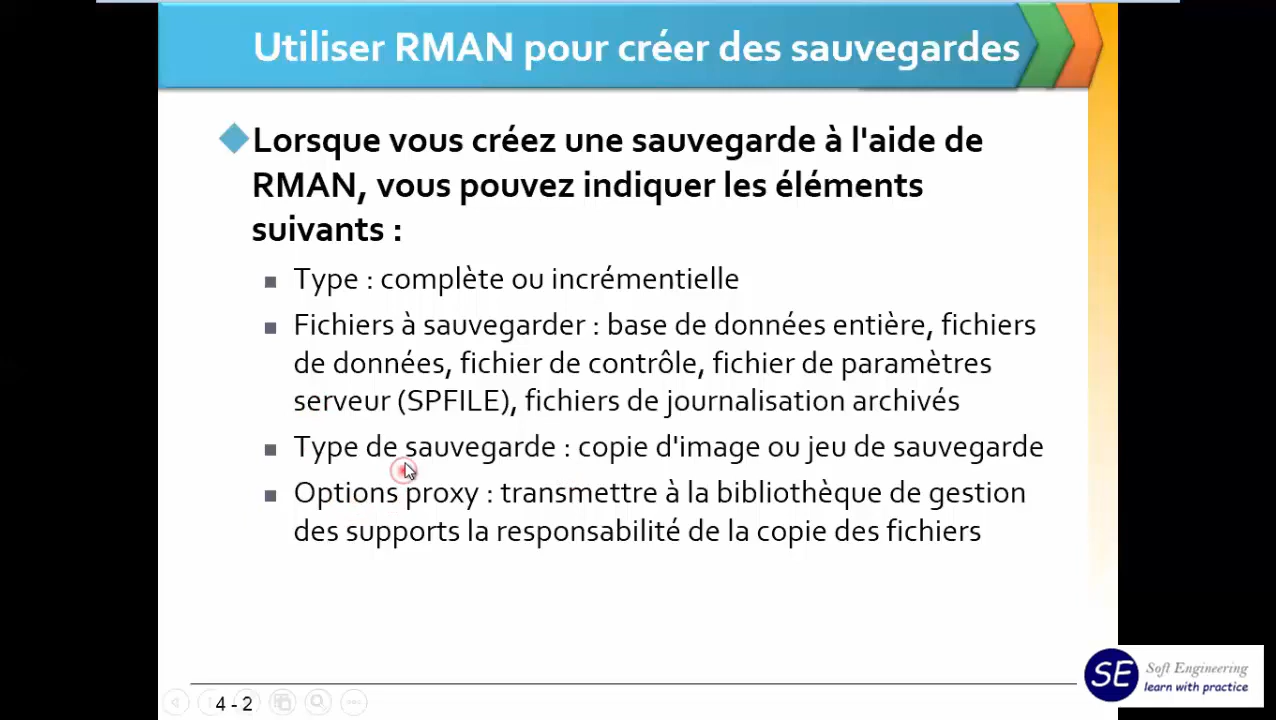 Utiliser RMAN pour créer des sauvegardes
Lorsque vous créez une sauvegarde à l'aide de
RMAN, vous pouvez indiquer les éléments
suivants :
Type : complète ou incrémentielle
Fichiers à sauvegarder : base de données entière, fichiers
de données, fichier de contrôle, fichier de paramètres
serveur (SPFILE), fichiers de journalisation archivés
Type de sauvegarde : copie d'image ou jeu de sauvegarde
Options proxy : transmettre à la bibliothèque de gestion
des supports la responsabilité de la copie des fichiers
4 - 2
SE
Soft Engineering
learn with practice